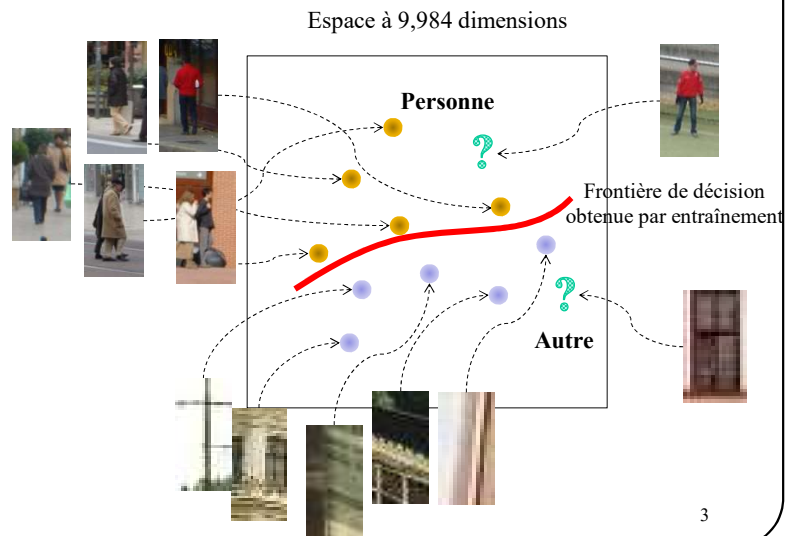 Espace à 9,984 dimensions
Personne
?
Frontière de décision
obtenue par entraînement
?
Autre
3